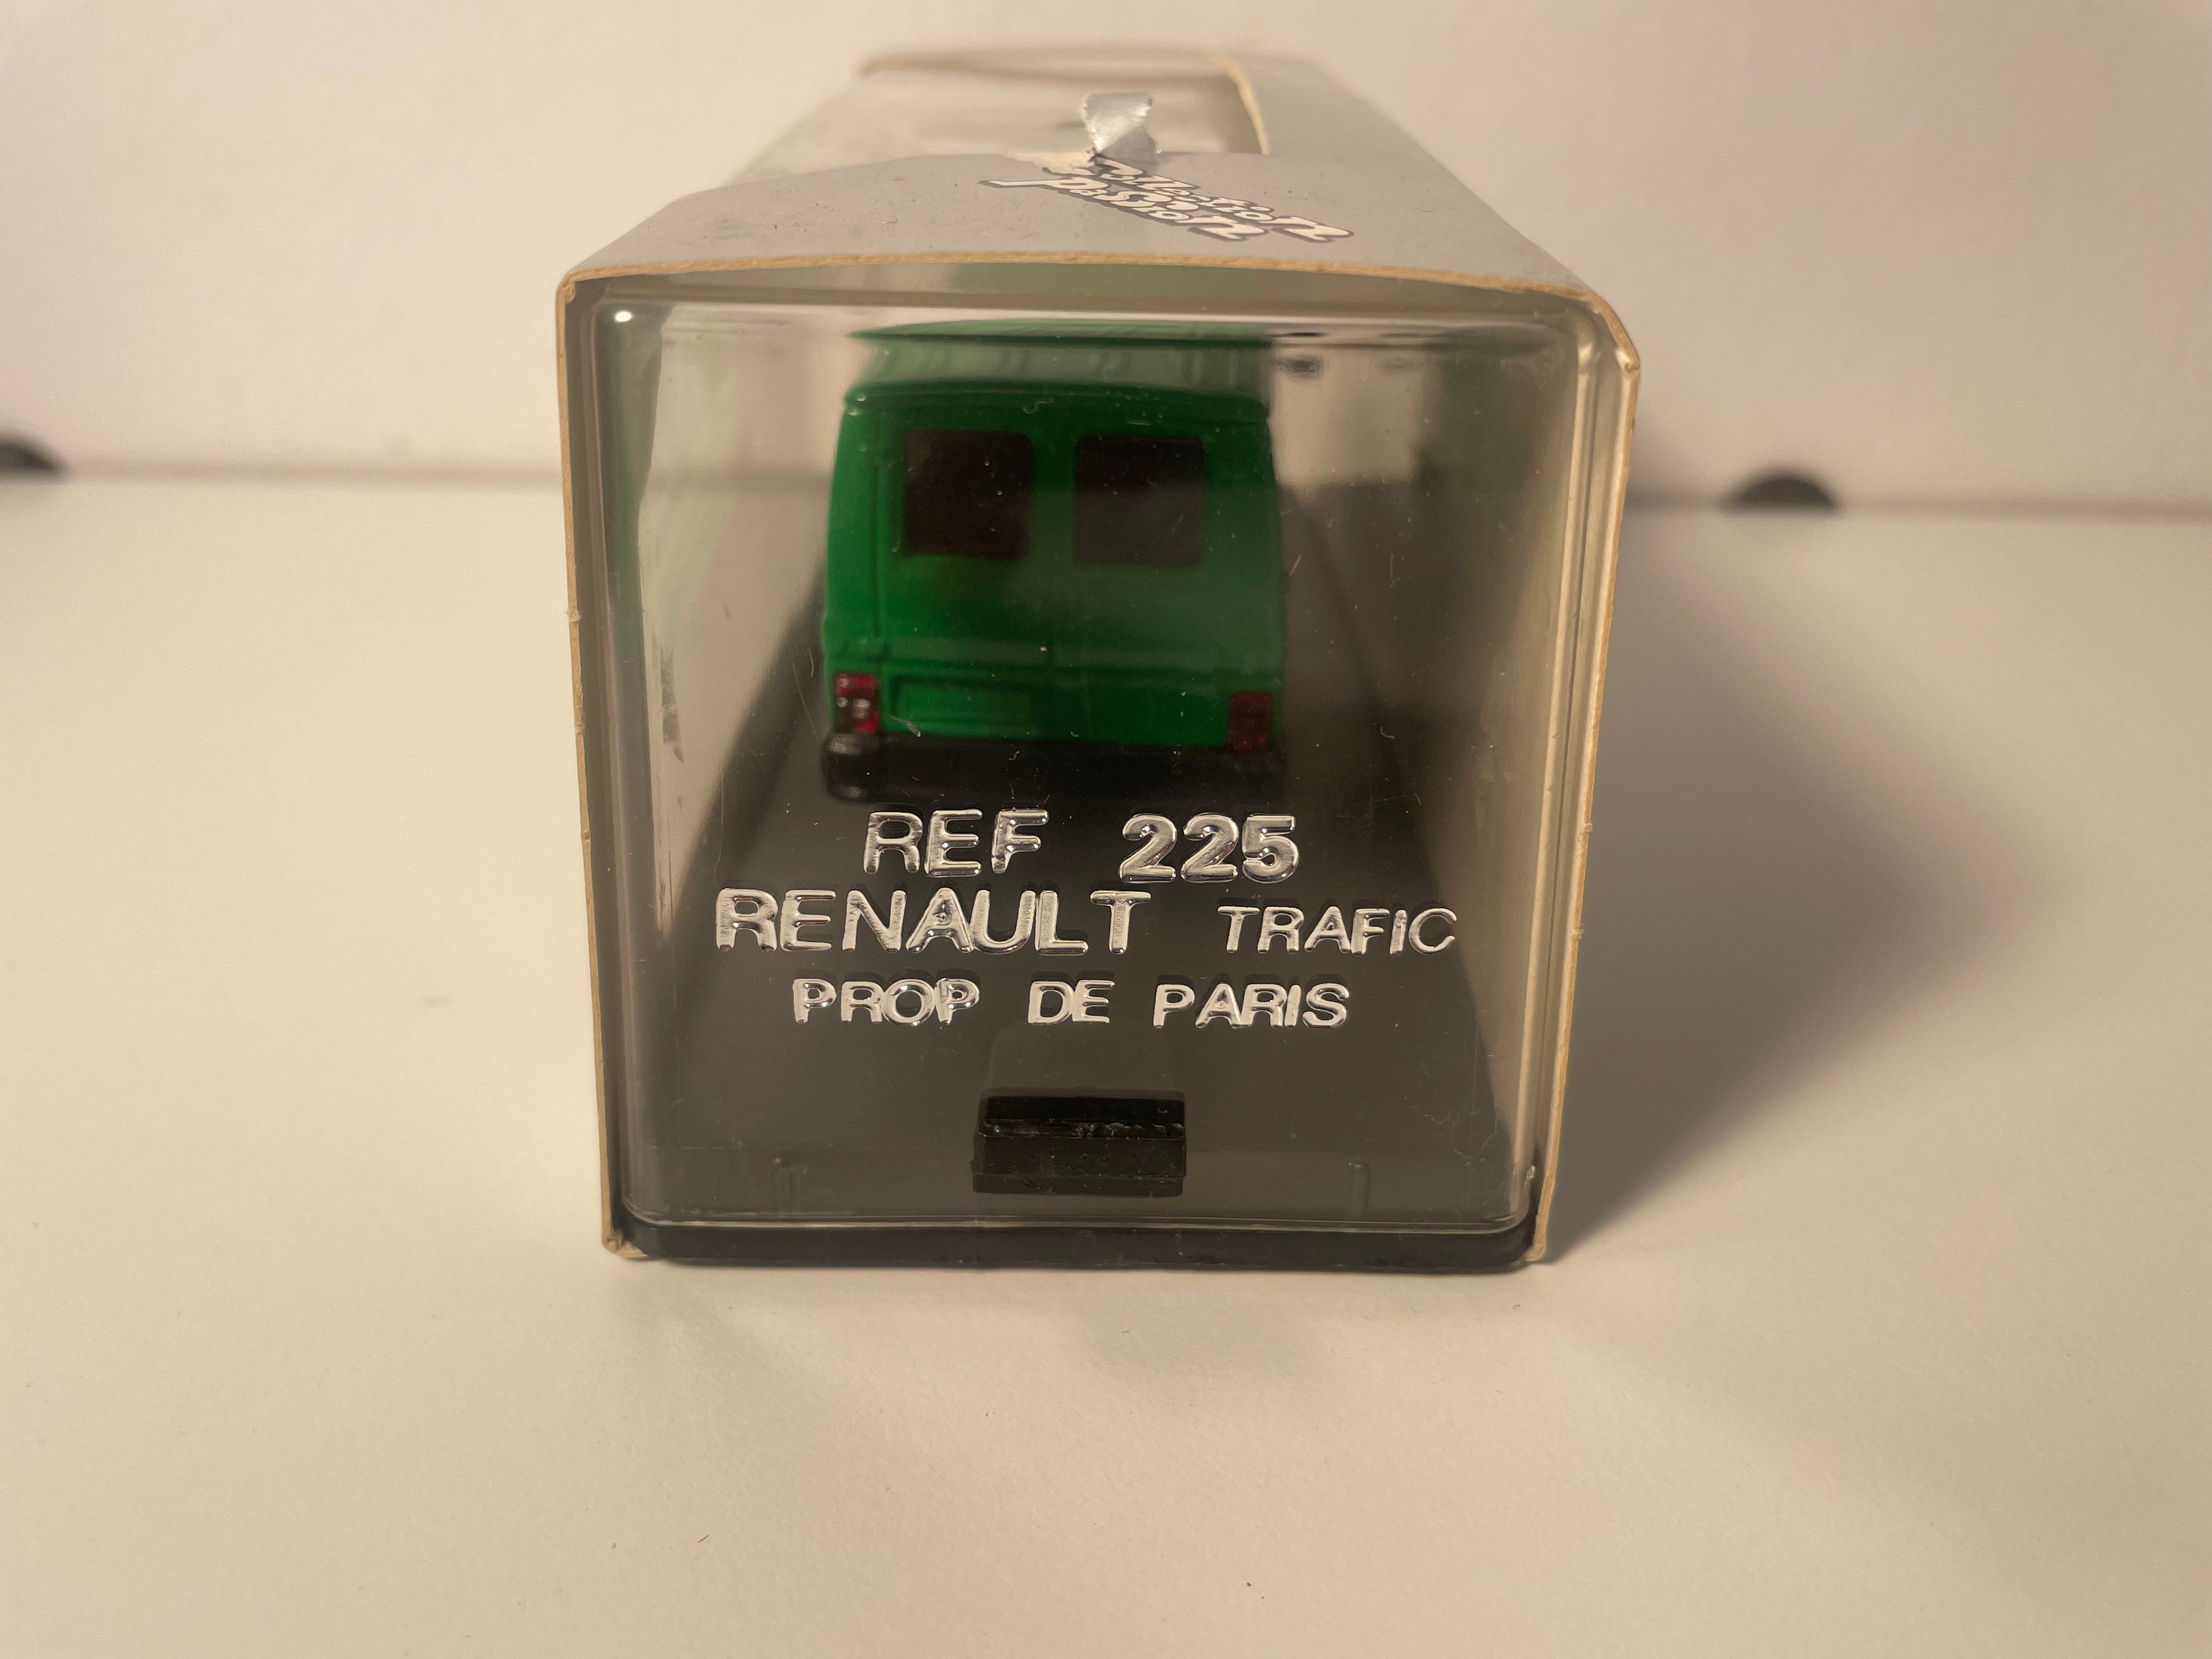 Collection
Passion
REF 225
RENAULT TRAFIC
PROP DE PARIS